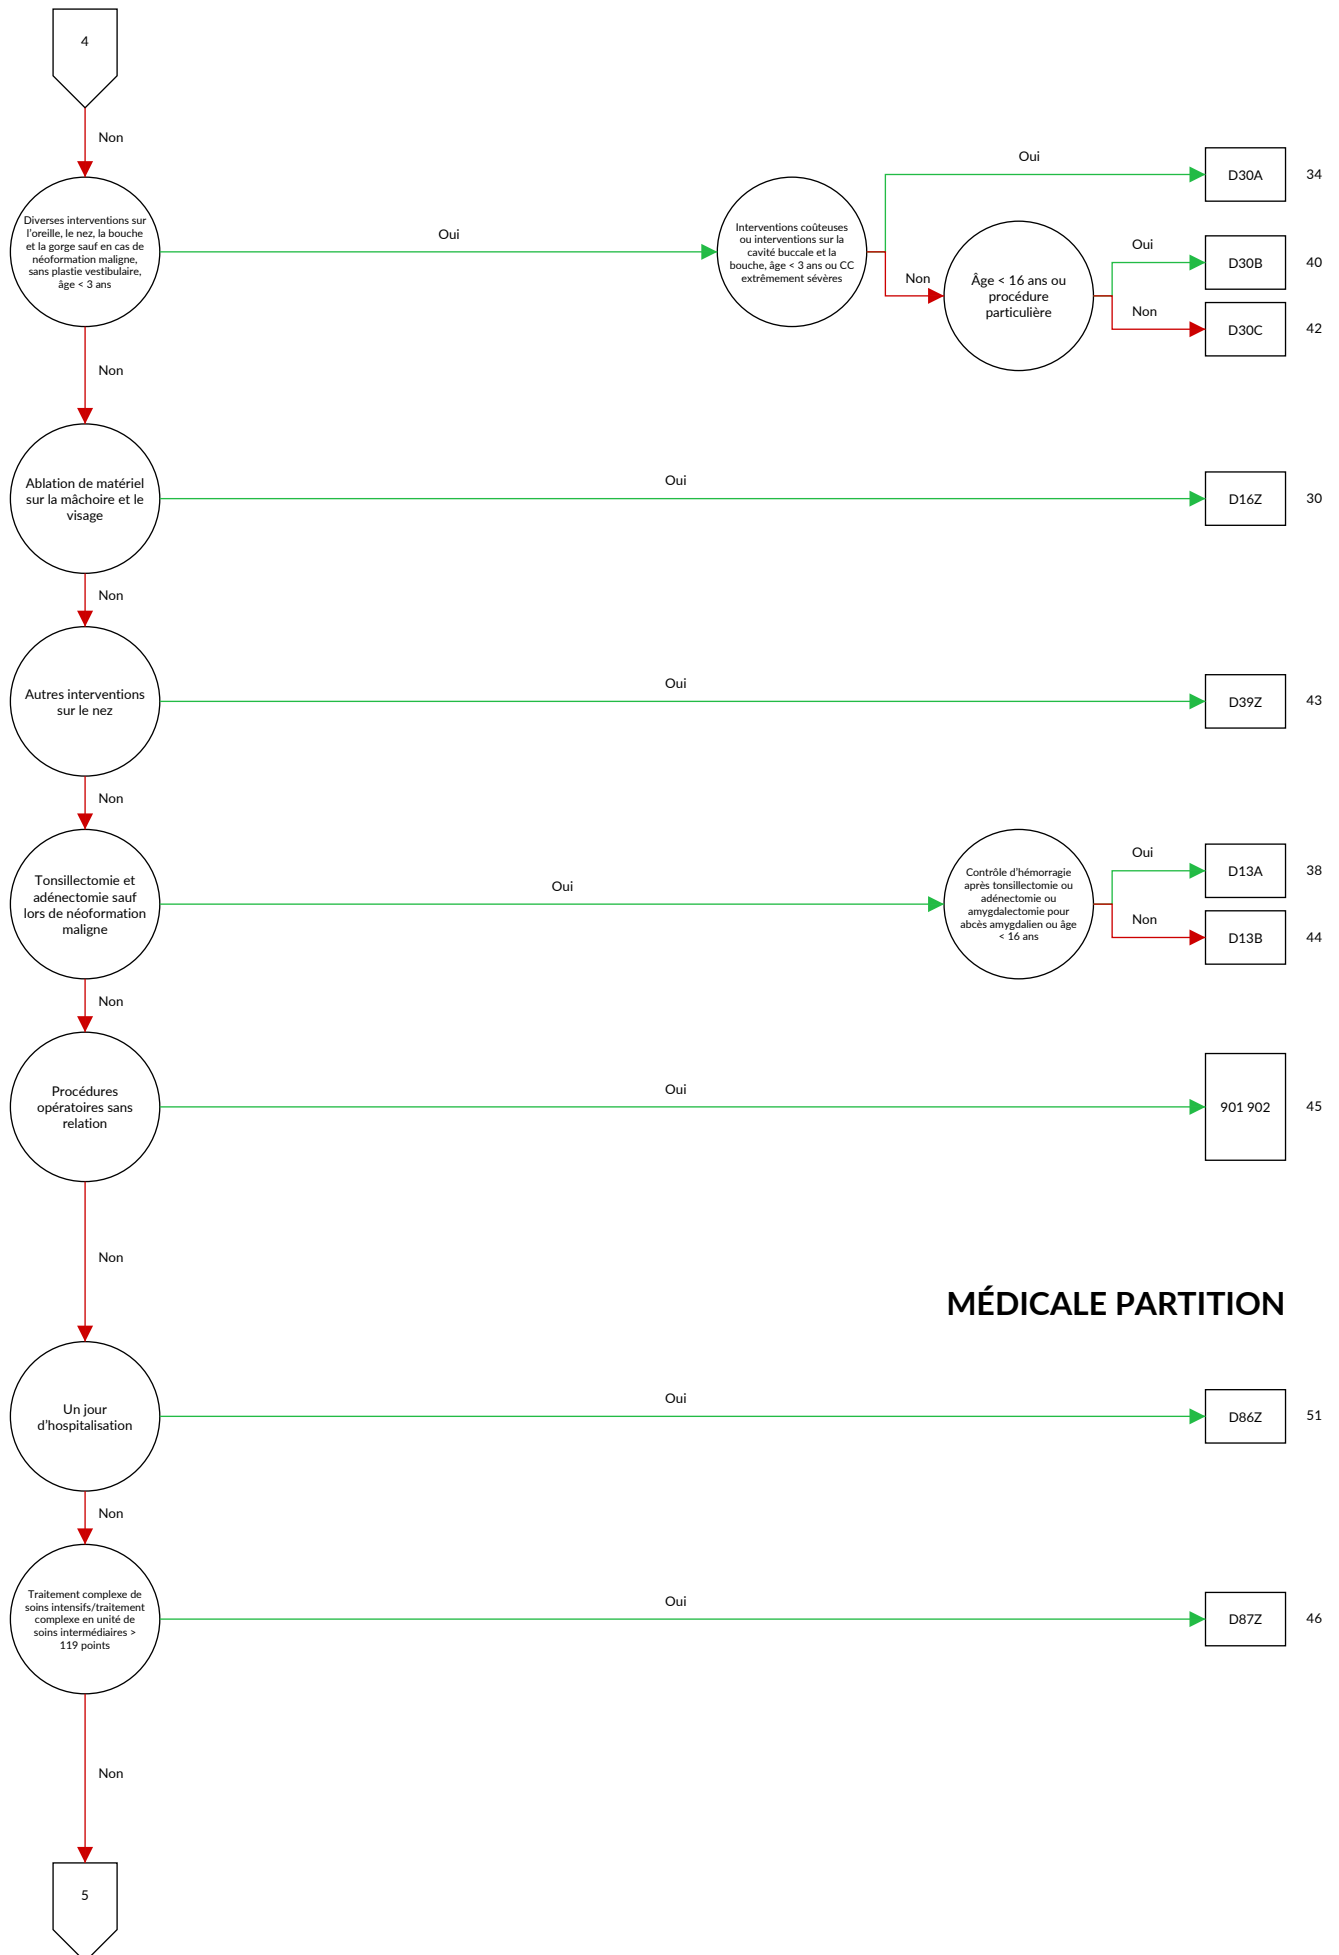 4
Non
Diverses interventions sur
l'oreille, le nez, la bouche
et la gorge sauf en cas de
néoformation maligne,
sans plastie vestibulaire,
âge < 3 ans
Oui
Interventions coûteuses
ou interventions sur la
cavité buccale et la
bouche, âge < 3 ans ou CC
extrêmement sévères
Oui
D30A
34
Non
Âge < 16 ans ou
procédure
particulière
Oui
D30B
40
Non
D30C
42
Non
Ablation de matériel
sur la mâchoire et le
visage
Oui
D16Z
30
Non
Autres interventions
sur le nez
Oui
D39Z
43
Non
Tonsillectomie et
adénectomie sauf
lors de néoformation
maligne
Oui
Contrôle d'hémorragie
après tonsillectomie ou
adénectomie ou
amygdalectomie pour
abcès amygdalien ou âge
< 16 ans
Oui
D13A
38
Non
D13B
44
Non
Procédures
opératoires sans
relation
Oui
901 902
45
Non
MÉDICALE PARTITION
Un jour
d'hospitalisation
Oui
D86Z
51
Non
Traitement complexe de
soins intensifs/traitement
complexe en unité de
soins intermédiaires >
119 points
Oui
D87Z
46
Non
5